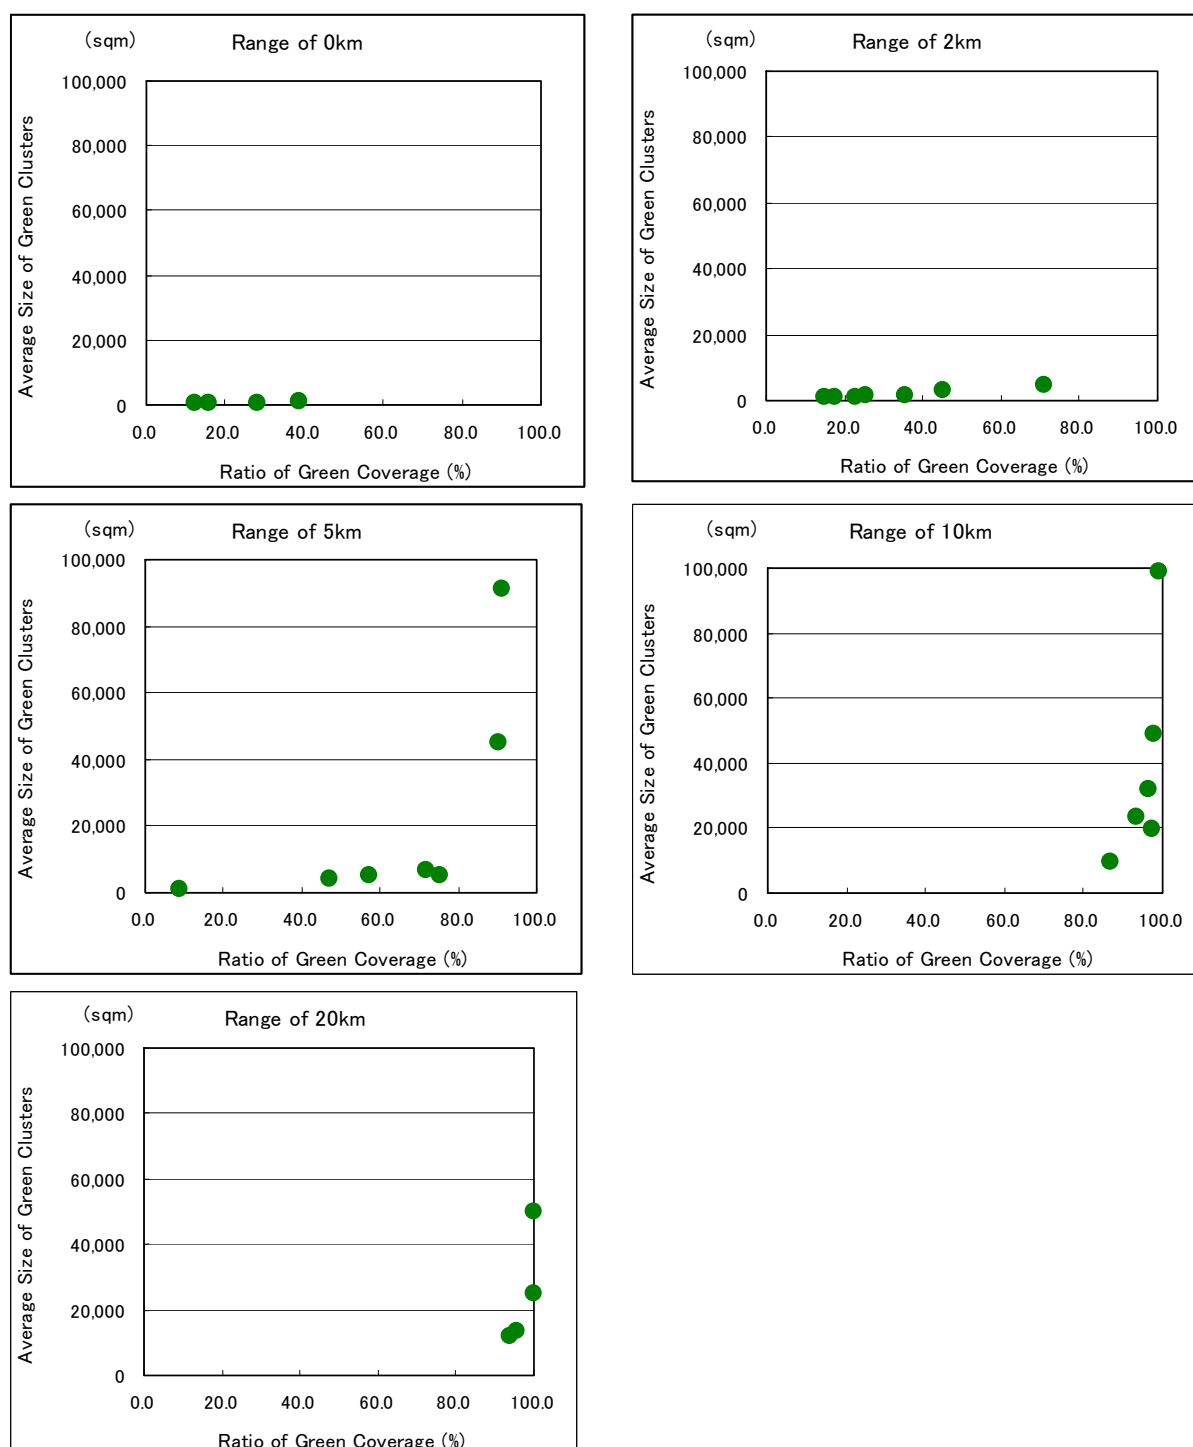 (sqm)
Range of 0km
Average Size of Green Clusters
100,000
80,000
60,000
40,000
20,000
0
0.0 20.0 40.0 60.0 80.0 100.0
Ratio of Green Coverage (%)
(sqm)
Range of 2km
Average Size of Green Clusters
100,000
80,000
60,000
40,000
20,000
0
0.0 20.0 40.0 60.0 80.0 100.0
Ratio of Green Coverage (%)
(sqm)
Range of 5km
Average Size of Green Clusters
100,000
80,000
60,000
40,000
20,000
0
0.0 20.0 40.0 60.0 80.0 100.0
Ratio of Green Coverage (%)
(sqm)
Range of 10km
Average Size of Green Clusters
100,000
80,000
60,000
40,000
20,000
0
0.0 20.0 40.0 60.0 80.0 100.0
Ratio of Green Coverage (%)
(sqm)
Range of 20km
Average Size of Green Clusters
100,000
80,000
60,000
40,000
20,000
0
0.0 20.0 40.0 60.0 80.0 100.0
Ratio of Green Coverage (%)